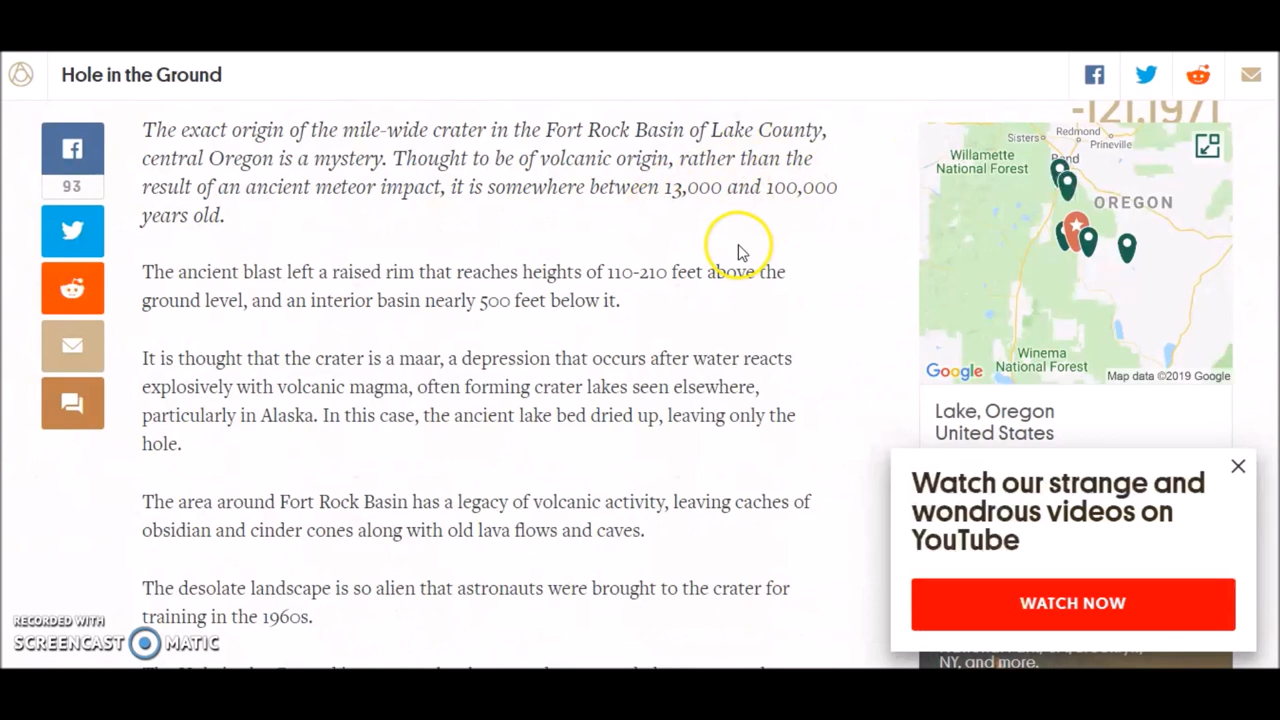 Hole in the Ground
-121.1971
The exact origin of the mile-wide crater in the Fort Rock Basin of Lake County,
central Oregon is a mystery. Thought to be of volcanic origin, rather than the
result of an ancient meteor impact, it is somewhere between 13,000 and 100,000
years old.
93
The ancient blast left a raised rim that reaches heights of 110-210 feet above the
ground level, and an interior basin nearly 500 feet below it.
It is thought that the crater is a maar, a depression that occurs after water reacts
explosively with volcanic magma, often forming crater lakes seen elsewhere,
particularly in Alaska. In this case, the ancient lake bed dried up, leaving only the
hole.
The area around Fort Rock Basin has a legacy of volcanic activity, leaving caches of
obsidian and cinder cones along with old lava flows and caves.
The desolate landscape is so alien that astronauts were brought to the crater for
training in the 1960s.
RECORDED WITH
SCREENCAST MATIC
Sisters
Redmond
Prineville
Willamette
National Forest
Bend
OREGON
Winema
National Forest
Google
Map data ©2019 Google
Lake, Oregon
United States
Watch our strange and
wondrous videos on
YouTube
WATCH NOW
NY, and more.